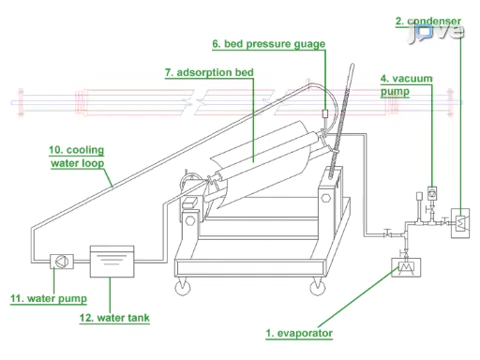 2. condenser
jove
6. bed pressure guage
7. adsorption bed
4. vacuum
pump
10. cooling
water loop
11. water pump
12. water tank
1. evaporator